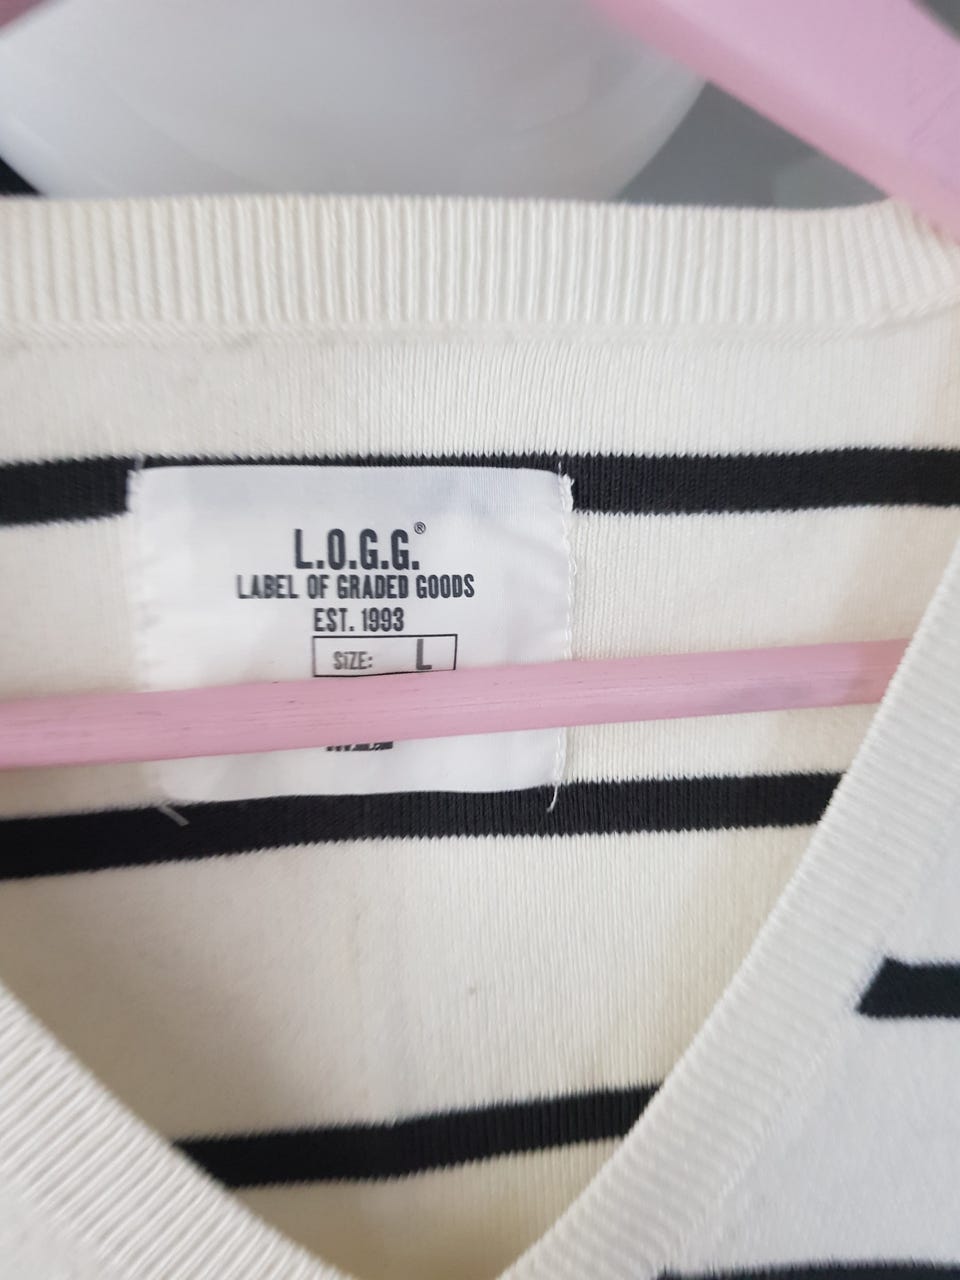 L.O.G.G.®
LABEL OF GRADED GOODS
EST. 1993
SIZE: L